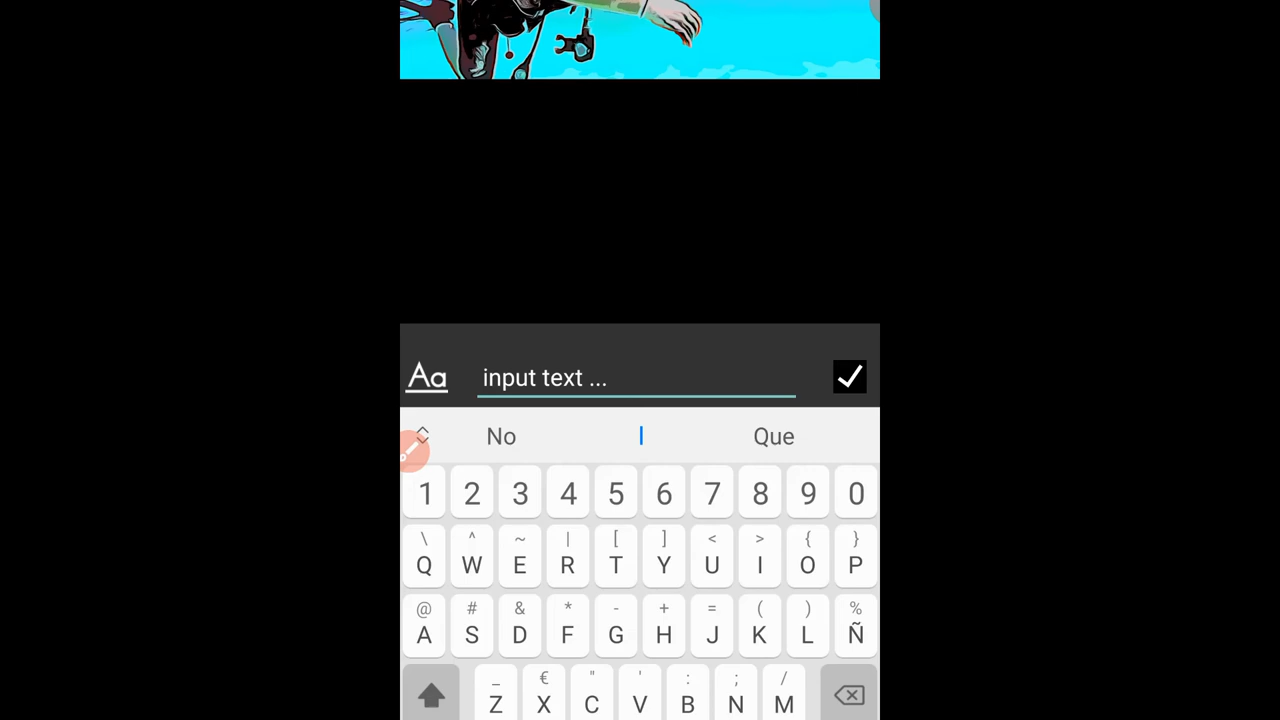 Aa input text ...
No I Que
1 2 3 4 5 6 7 8 9 0
\ ^ ~ | [ ] < > { }
Q W E R T Y U I O P
@ # & * - + = ( ) %
A S D F G H J K L Ñ
_ € " ' : ; /
Z X C V B N M